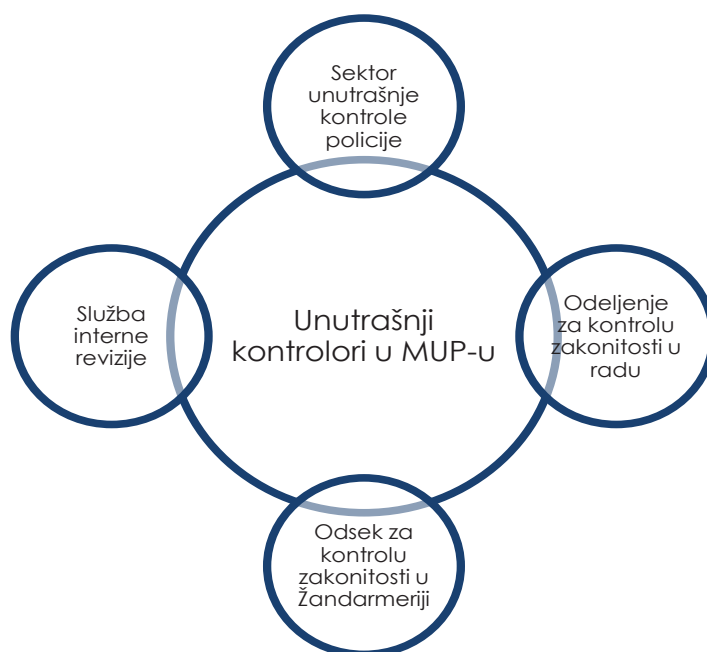 Sektor
unutrašnje
kontrole
policije
Služba
interne
revizije
Unutrašnji
kontrolori u MUP-u
Odeljenje
za kontrolu
zakonitosti u
radu
Odsek za
kontrolu
zakonitosti u
Žandarmeriji